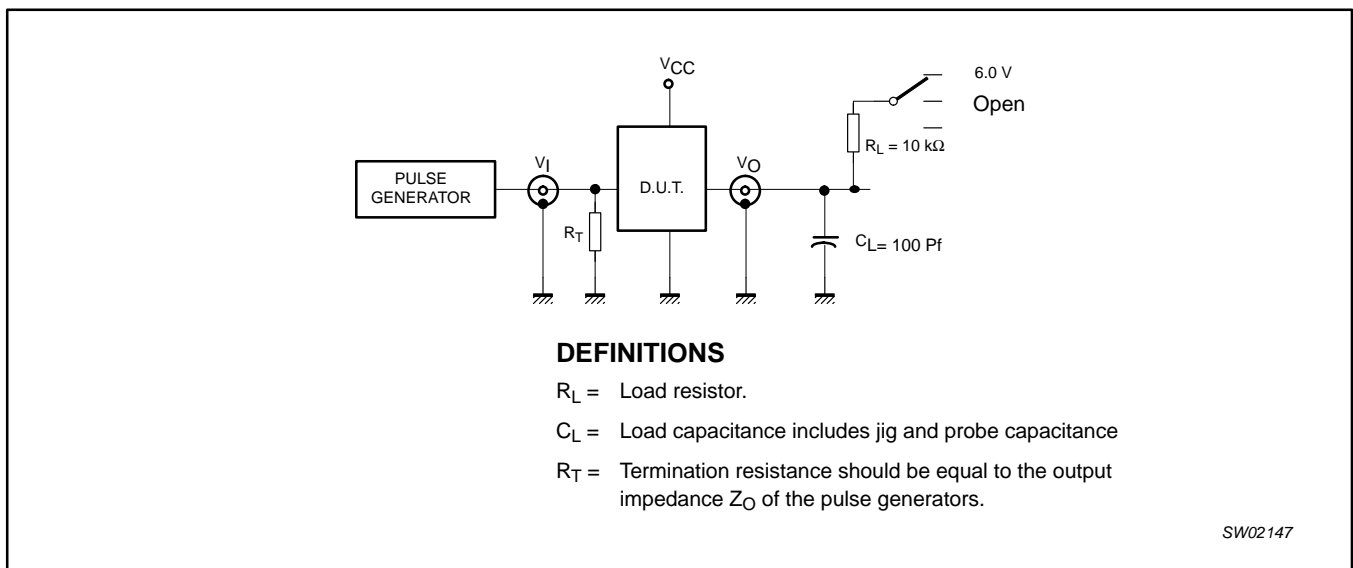 VCC
6.0 V
Open
RL = 10 kΩ
VI
VO
PULSE
GENERATOR
D.U.T.
RT
CL= 100 Pf
DEFINITIONS
RL = Load resistor.
CL = Load capacitance includes jig and probe capacitance
RT = Termination resistance should be equal to the output
impedance ZO of the pulse generators.
SW02147